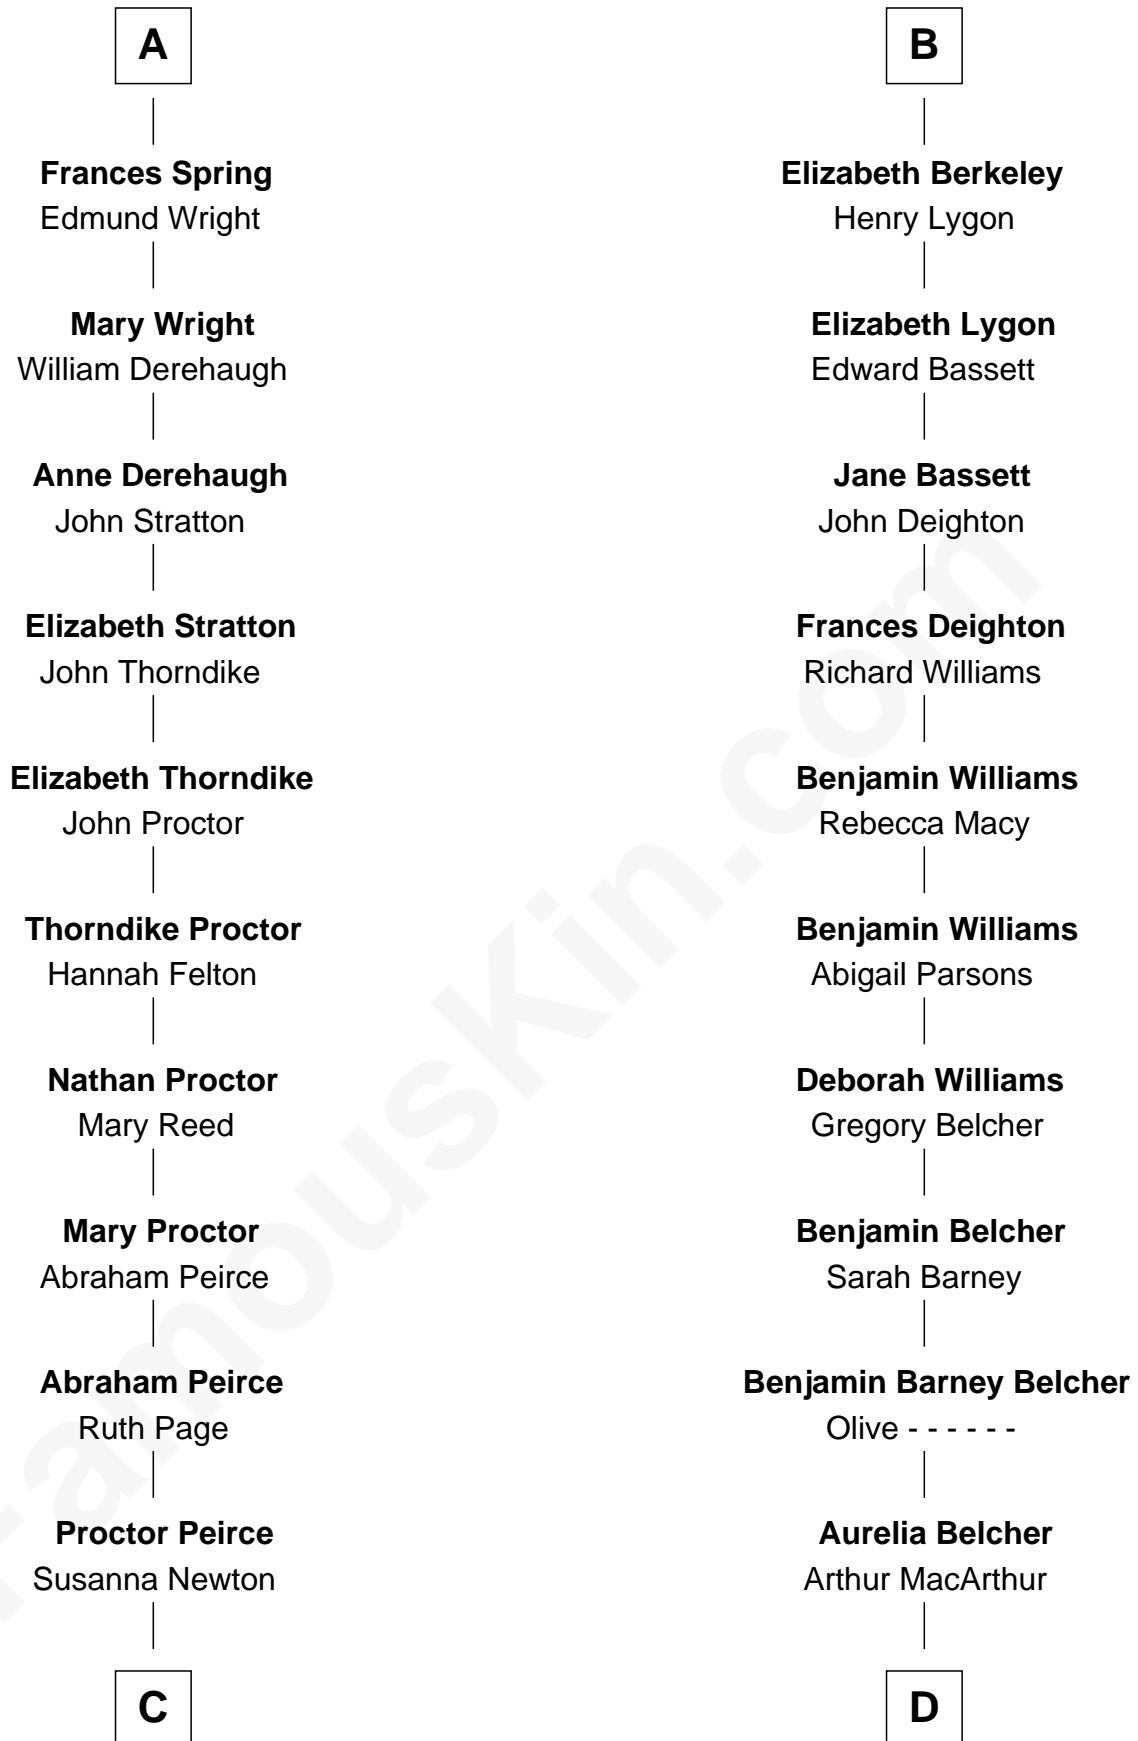 A
Frances Spring
Edmund Wright
Mary Wright
William Derehaugh
Anne Derehaugh
John Stratton
Elizabeth Stratton
John Thorndike
Elizabeth Thorndike
John Proctor
Thorndike Proctor
Hannah Felton
Nathan Proctor
Mary Reed
Mary Proctor
Abraham Peirce
Abraham Peirce
Ruth Page
Proctor Peirce
Susanna Newton
C
B
Elizabeth Berkeley
Henry Lygon
Elizabeth Lygon
Edward Bassett
Jane Bassett
John Deighton
Frances Deighton
Richard Williams
Benjamin Williams
Rebecca Macy
Benjamin Williams
Abigail Parsons
Deborah Williams
Gregory Belcher
Benjamin Belcher
Sarah Barney
Benjamin Barney Belcher
Olive - - - - - -
Aurelia Belcher
Arthur MacArthur
D
FamousKin.com